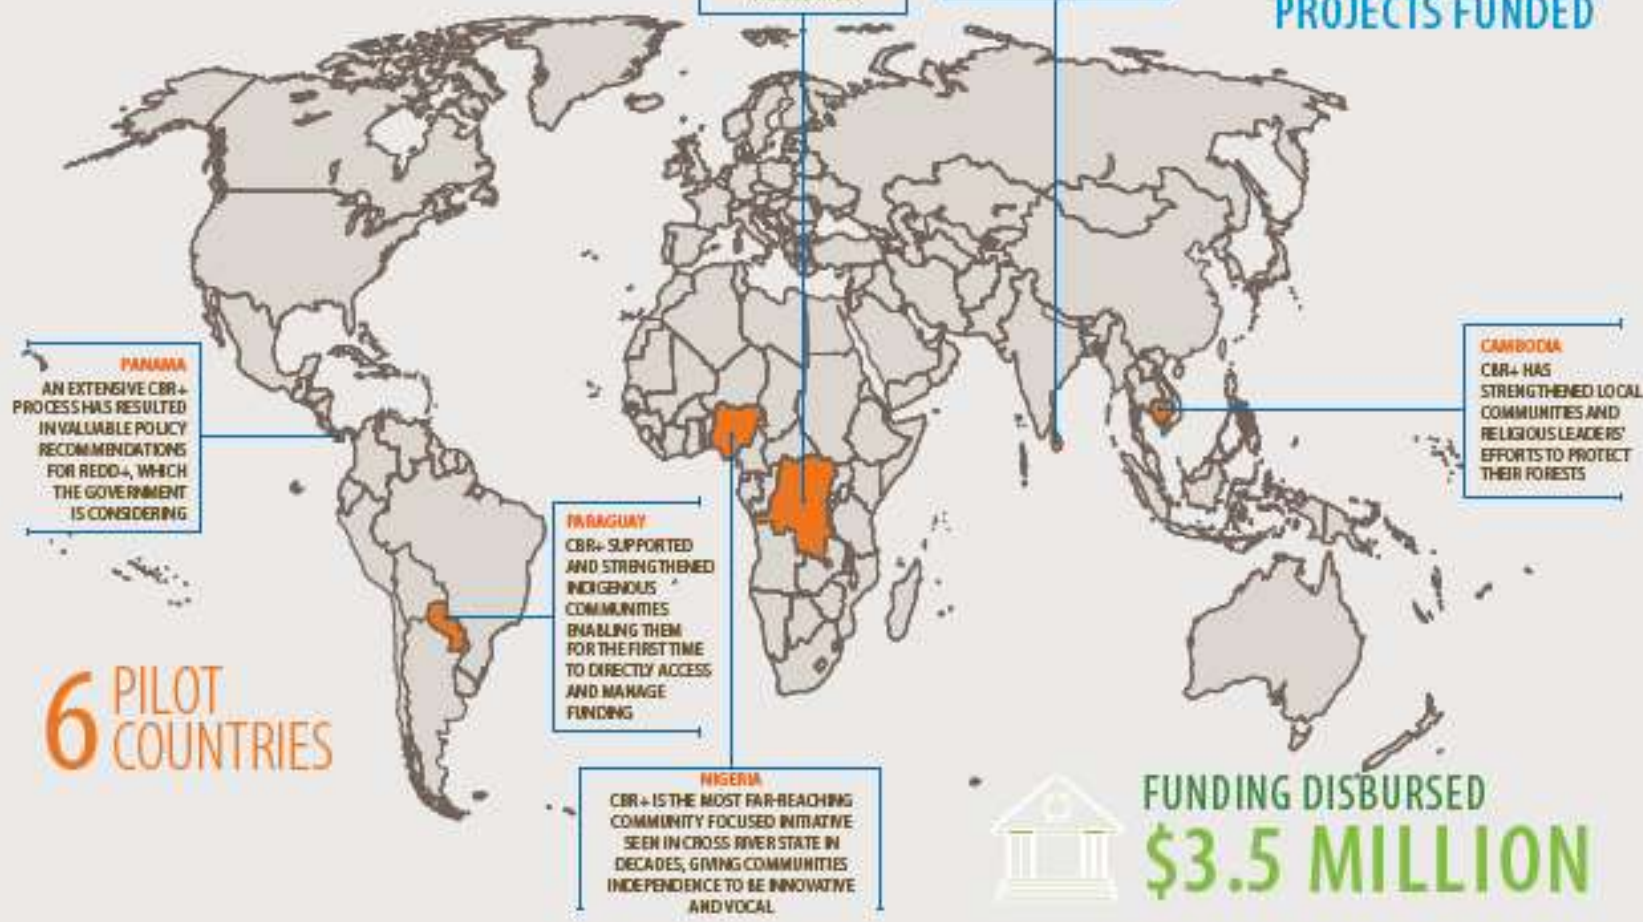 PROJECTS FUNDED
PANAMA
AN EXTENSIVE CBR+
PROCESS HAS RESULTED
IN VALUABLE POLICY
RECOMMENDATIONS
FOR REDD+, WHICH
THE GOVERNMENT
IS CONSIDERING
CAMBODIA
CBR+ HAS
STRENGTHENED LOCAL
COMMUNITIES AND
RELIGIOUS LEADERS'
EFFORTS TO PROTECT
THEIR FORESTS
PARAGUAY
CBR+ SUPPORTED
AND STRENGTHENED
INDIGENOUS
COMMUNITIES
ENABLING THEM
FOR THE FIRST TIME
TO DIRECTLY ACCESS
AND MANAGE
FUNDING
6 PILOT
COUNTRIES
NIGERIA
CBR+ IS THE MOST FAR-REACHING
COMMUNITY FOCUSED INITIATIVE
SEEN IN CROSS RIVER STATE IN
DECADES, GIVING COMMUNITIES
INDEPENDENCE TO BE INNOVATIVE
AND VOCAL
FUNDING DISBURSED
$3.5 MILLION